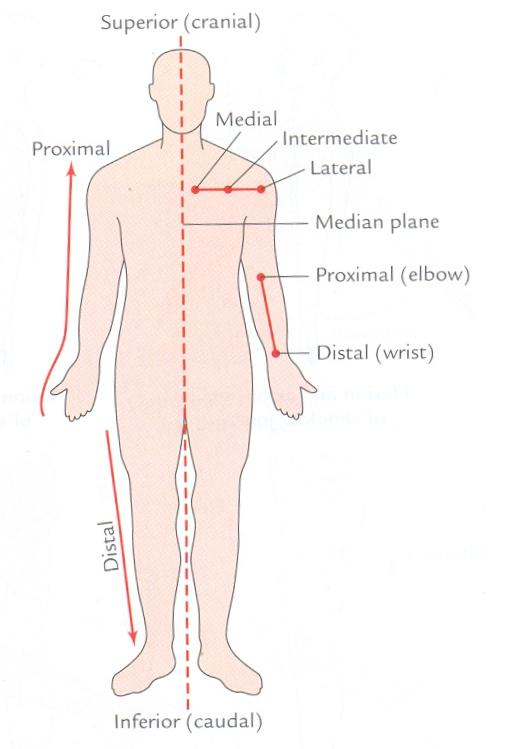 Superior (cranial)
Medial
Intermediate
Proximal
Lateral
Median plane
Proximal (elbow)
Distal (wrist)
Distal
Inferior (caudal)